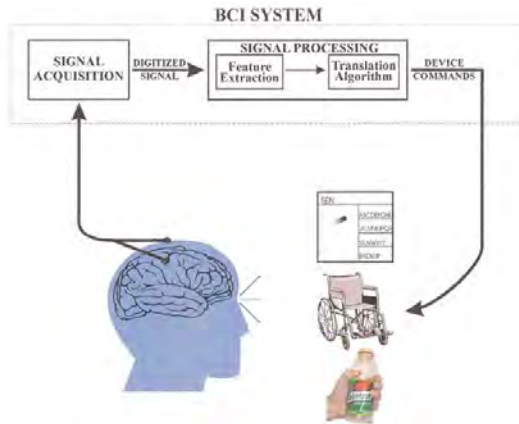 BCI SYSTEM
SIGNAL
ACQUISITION
DIGITIZED
SIGNAL
SIGNAL PROCESSING
Feature
Extraction
Translation
Algorithm
DEVICE
COMMANDS